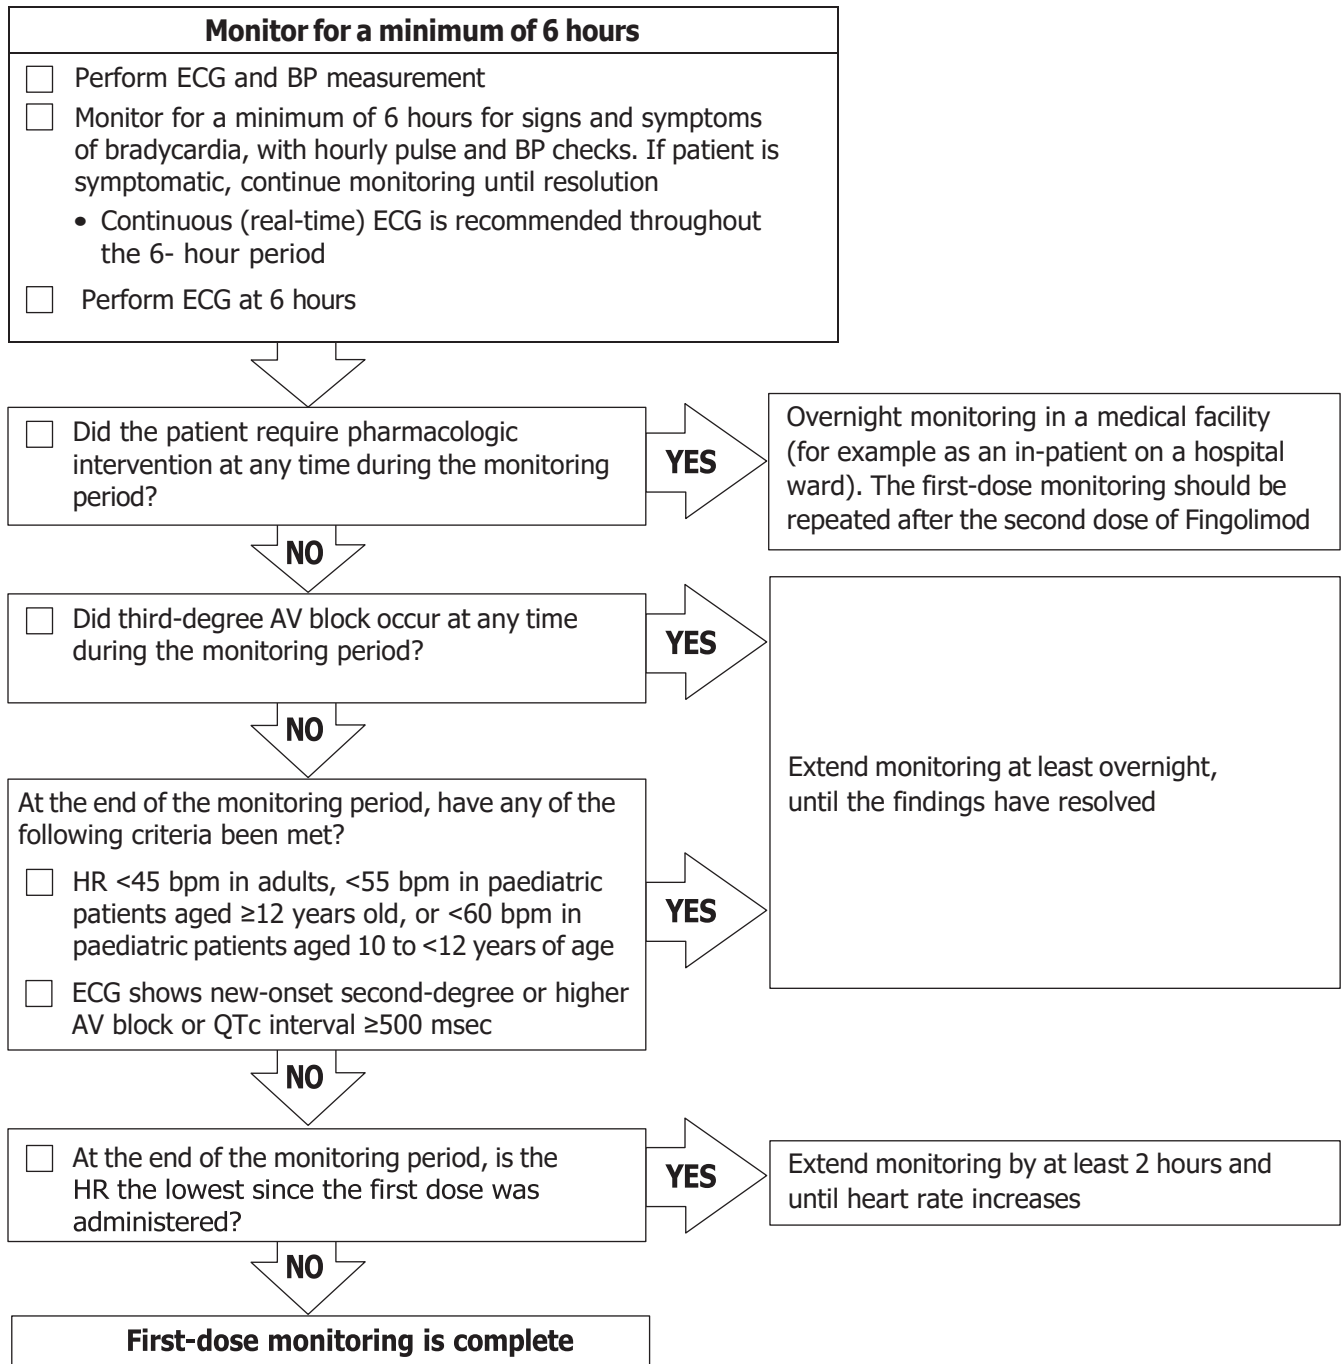 Monitor for a minimum of 6 hours
Perform ECG and BP measurement
Monitor for a minimum of 6 hours for signs and symptoms
of bradycardia, with hourly pulse and BP checks. If patient is
symptomatic, continue monitoring until resolution
• Continuous (real-time) ECG is recommended throughout
the 6- hour period
Perform ECG at 6 hours
Did the patient require pharmacologic
intervention at any time during the monitoring
period?
YES
Overnight monitoring in a medical facility
(for example as an in-patient on a hospital
ward). The first-dose monitoring should be
repeated after the second dose of Fingolimod
NO
Did third-degree AV block occur at any time
during the monitoring period?
YES
NO
Extend monitoring at least overnight,
until the findings have resolved
At the end of the monitoring period, have any of the
following criteria been met?
HR <45 bpm in adults, <55 bpm in paediatric
patients aged ≥12 years old, or <60 bpm in
paediatric patients aged 10 to <12 years of age
ECG shows new-onset second-degree or higher
AV block or QTc interval ≥500 msec
YES
NO
At the end of the monitoring period, is the
HR the lowest since the first dose was
administered?
YES
Extend monitoring by at least 2 hours and
until heart rate increases
NO
First-dose monitoring is complete